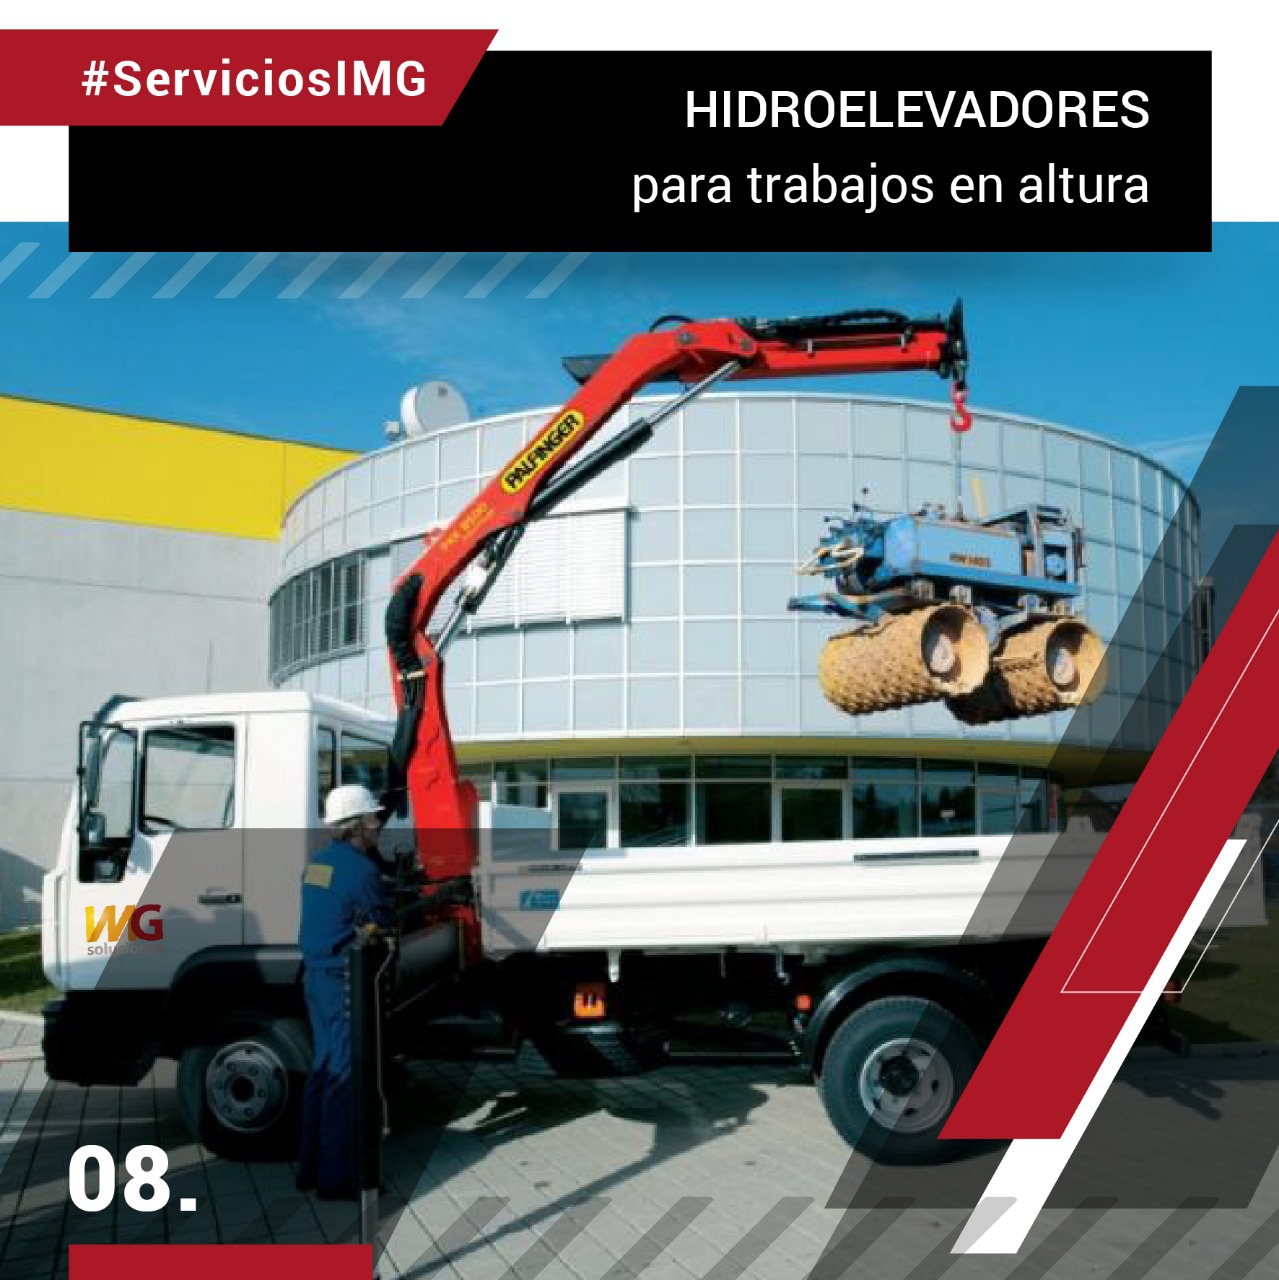 #ServiciosIMG
HIDROELEVADORES
para trabajos en altura
PALFINGER
IMG
08.